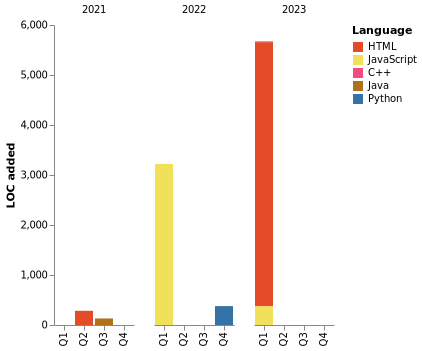 2021 2022 2023
Language
HTML
JavaScript
C++
Java
Python
LOC added
6,000
5,000
4,000
3,000
2,000
1,000
0
Q1 Q2 Q3 Q4 Q1 Q2 Q3 Q4 Q1 Q2 Q3 Q4